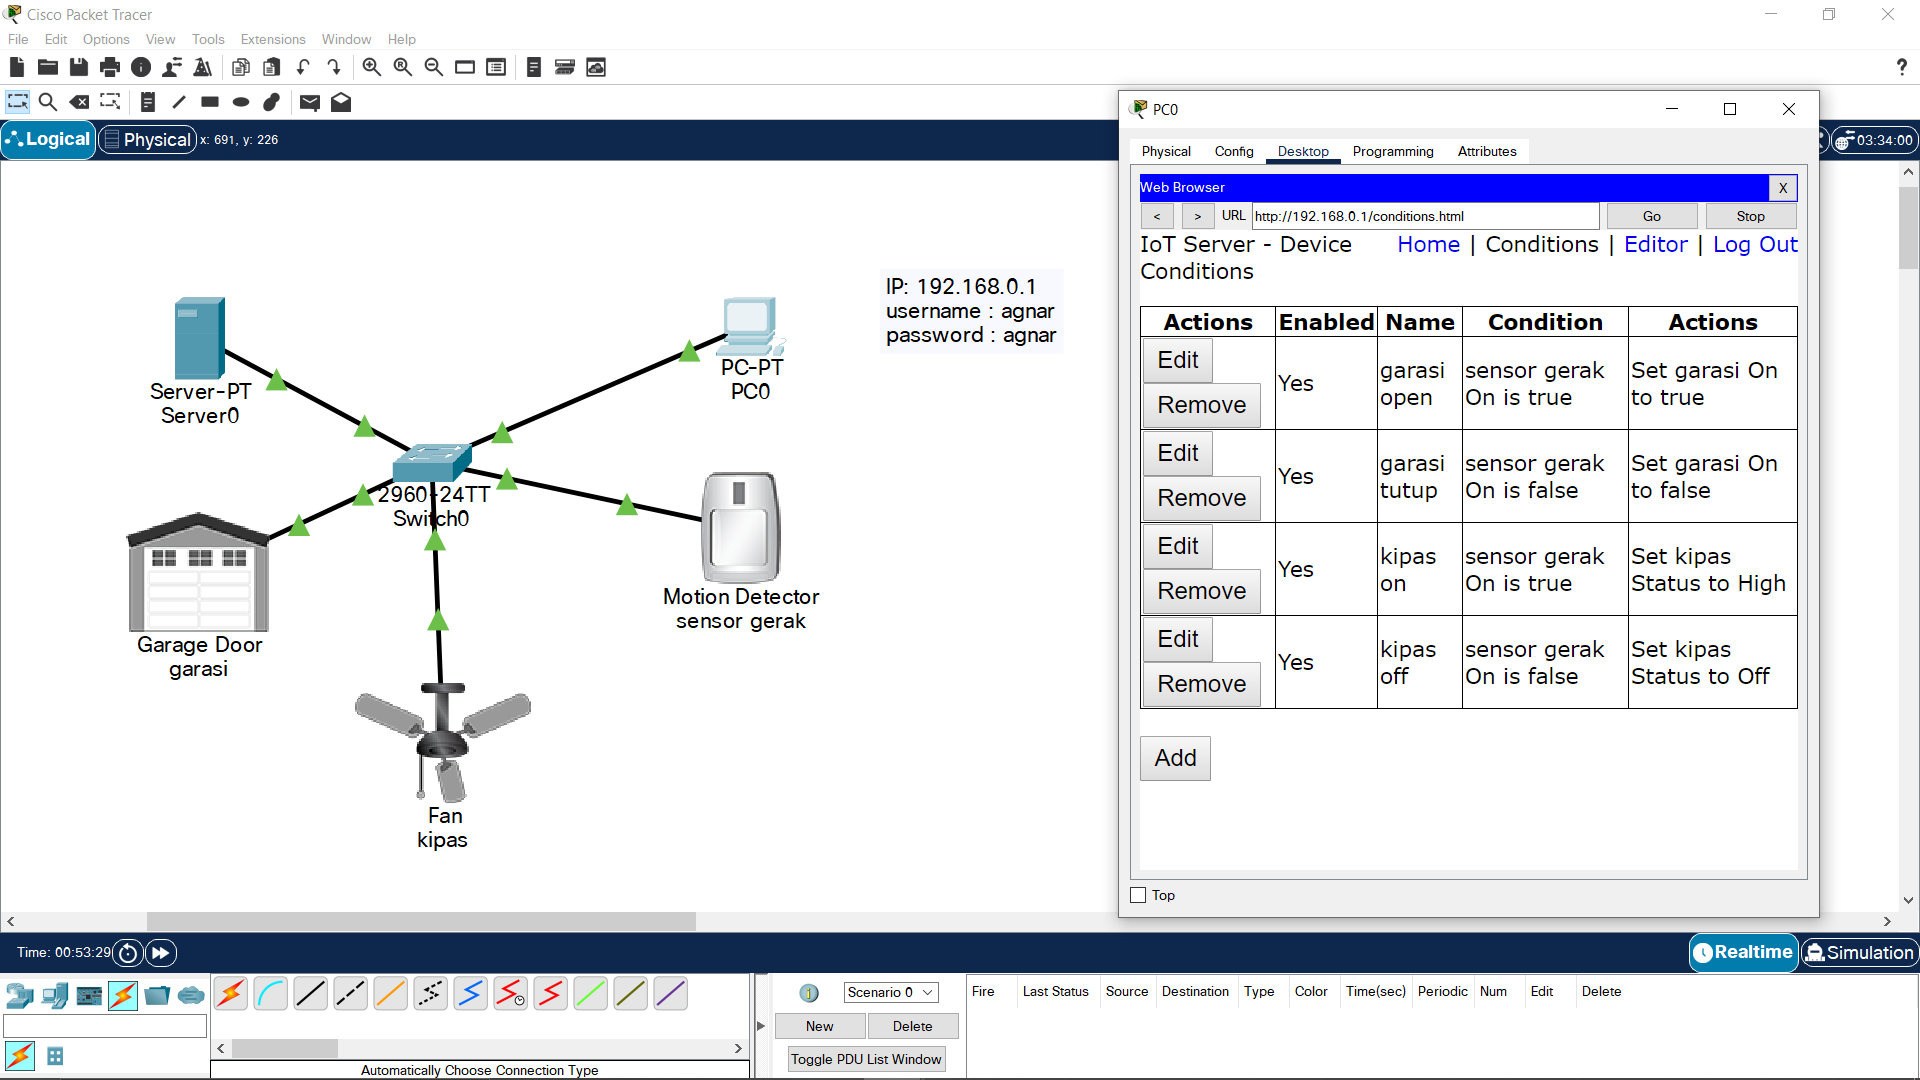 Cisco Packet Tracer
File Edit Options View Tools Extensions Window Help
?
Logical Physical x: 691, y: 226
03:34:00
IP: 192.168.0.1
username : agnar
password : agnar
Server-PT
Server0
PC-PT
PC0
2960-24TT
Switch0
Motion Detector
sensor gerak
Garage Door
garasi
Fan
kipas
PC0
Physical Config Desktop Programming Attributes
Web Browser X
< > URL http://192.168.0.1/conditions.html Go Stop
IoT Server - Device Conditions
Home | Conditions | Editor | Log Out
Actions Enabled Name Condition Actions
Edit Remove Yes garasi open sensor gerak On is true Set garasi On to true
Edit Remove Yes garasi tutup sensor gerak On is false Set garasi On to false
Edit Remove Yes kipas on sensor gerak On is true Set kipas Status to High
Edit Remove Yes kipas off sensor gerak On is false Set kipas Status to Off
Add
Top
Time: 00:53:29
Realtime Simulation
Scenario 0
New Delete
Toggle PDU List Window
Fire Last Status Source Destination Type Color Time(sec) Periodic Num Edit Delete
Automatically Choose Connection Type